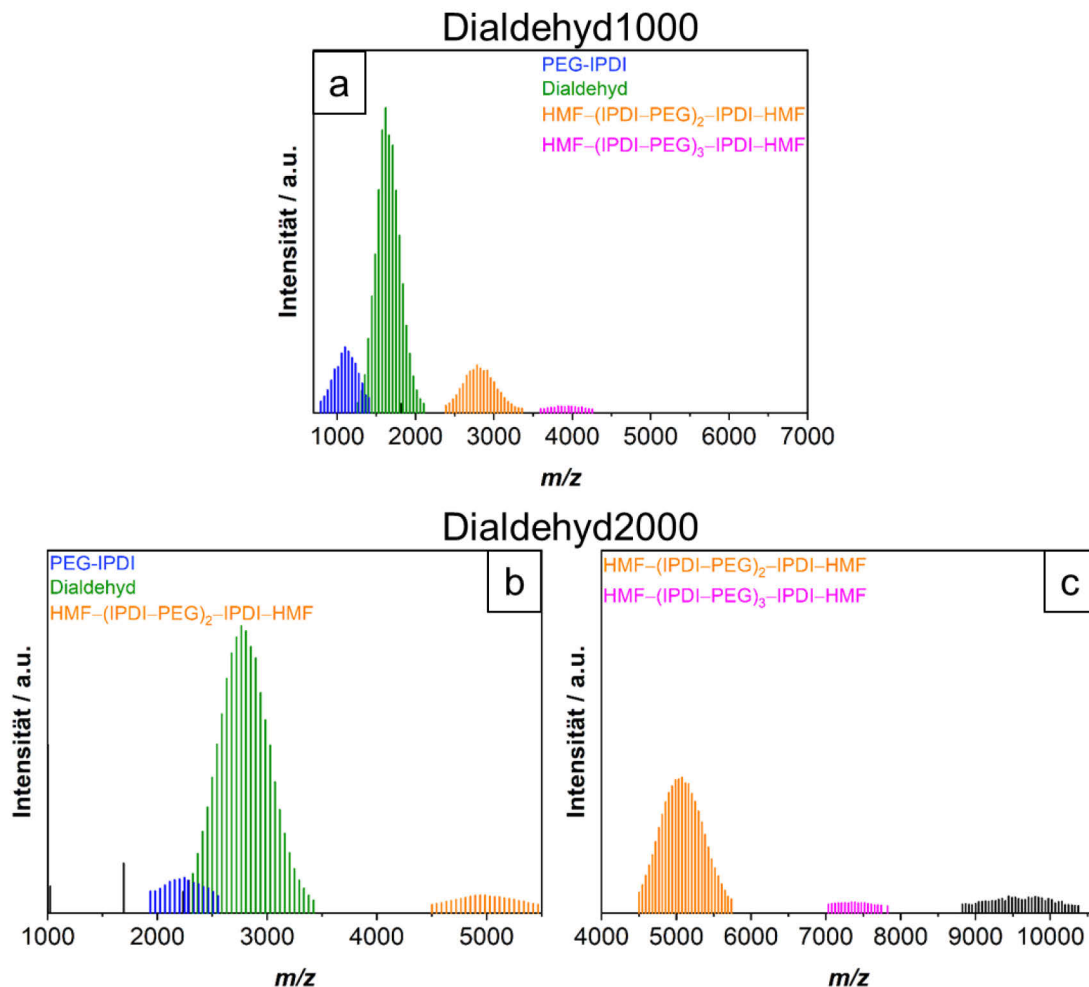 Dialdehyd1000
a
PEG-IPDI
Dialdehyd
HMF–(IPDI–PEG)₂–IPDI–HMF
HMF–(IPDI–PEG)₃–IPDI–HMF
Intensität / a.u.
1000 2000 3000 4000 5000 6000 7000
m/z
Dialdehyd2000
PEG-IPDI
Dialdehyd
HMF–(IPDI–PEG)₂–IPDI–HMF
b
Intensität / a.u.
1000 2000 3000 4000 5000
m/z
HMF–(IPDI–PEG)₂–IPDI–HMF
HMF–(IPDI–PEG)₃–IPDI–HMF
c
Intensität / a.u.
4000 5000 6000 7000 8000 9000 10000
m/z